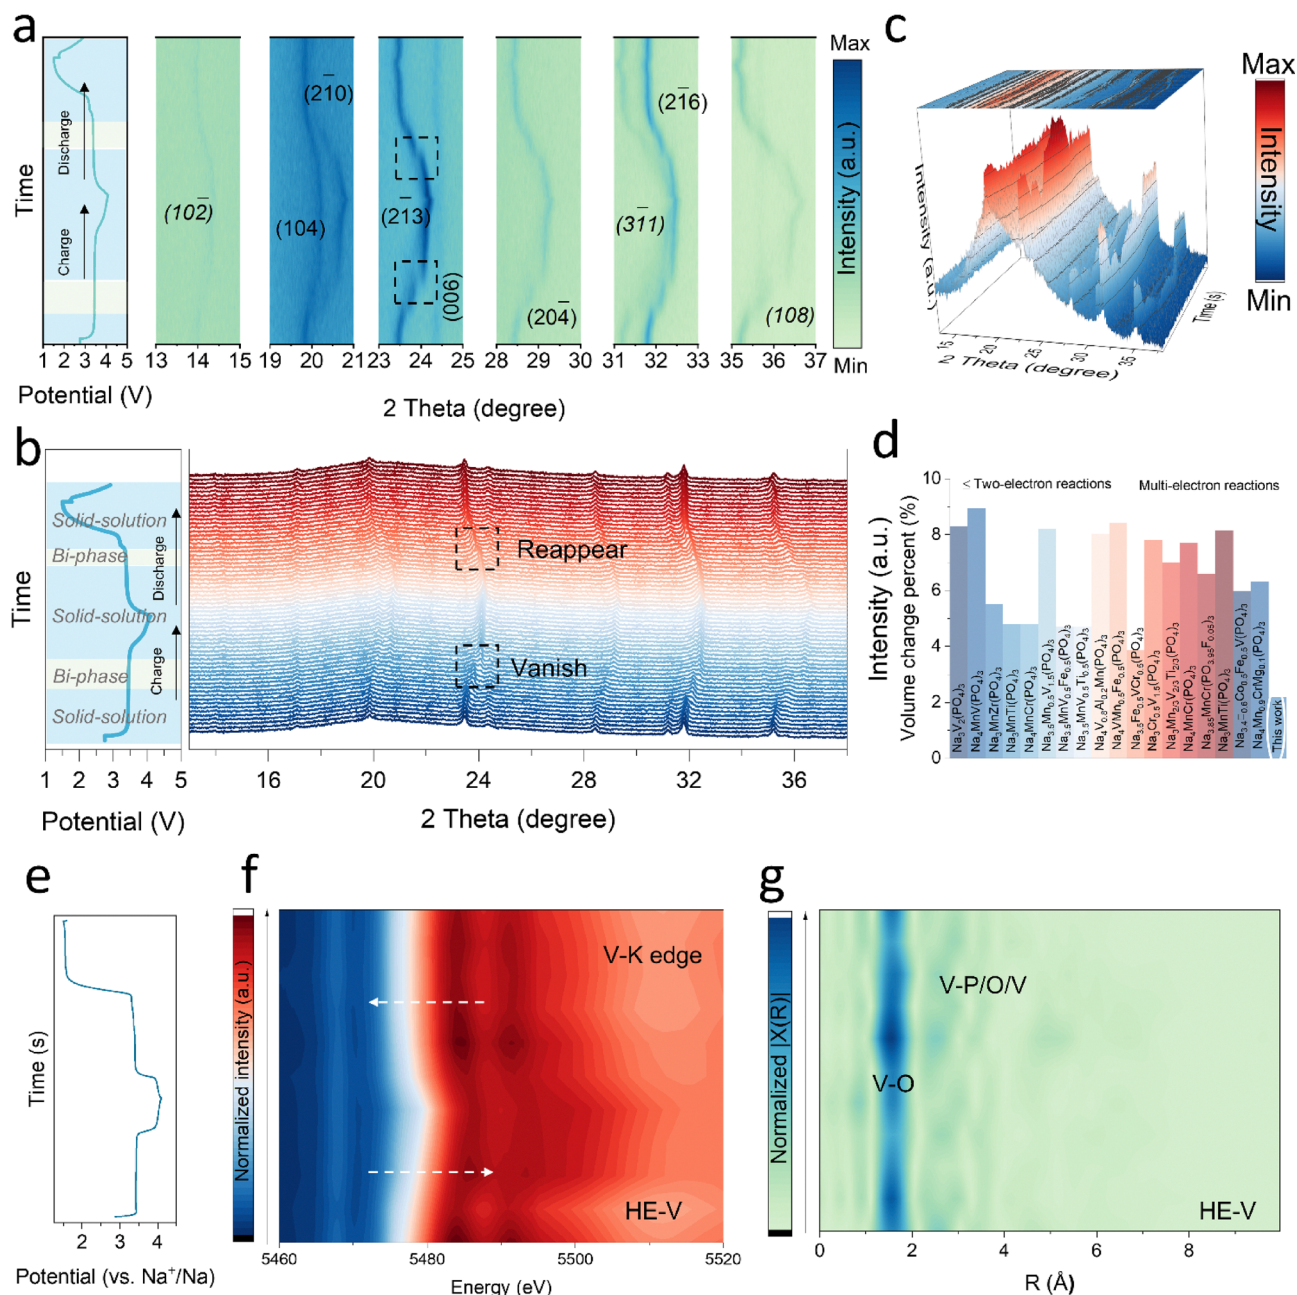 a
Time
Discharge
Charge
1 2 3 4 5
Potential (V)
(102̅)
13 14 15
(21̅0)
(104)
19 20 21
(21̅3)
(006)
23 24 25
(204̅)
28 29 30
(21̅6)
(31̅1)
31 32 33
(108)
35 36 37
2 Theta (degree)
Max
Intensity (a.u.)
Min
c
Intensity (a.u.)
15 20 25 30 35
2 Theta (degree)
Time (s)
Max
Intensity
Min
b
Time
Solid-solution
Bi-phase
Solid-solution
Bi-phase
Solid-solution
Discharge
Charge
1 2 3 4 5
Potential (V)
Reappear
Vanish
16 20 24 28 32 36
2 Theta (degree)
d
Intensity (a.u.)
Volume change percent (%)
10
8
6
4
2
0
< Two-electron reactions
Multi-electron reactions
Na₃V₂(PO₄)₃
Na₄MnV(PO₄)₃
Na₃MnZr(PO₄)₃
Na₃MnTi(PO₄)₃
Na₄MnCr(PO₄)₃
Na₃.₅Mn₀.₅V₁.₅(PO₄)₃
Na₃.₅MnV₀.₅Fe₀.₅(PO₄)₃
Na₃.₅MnV₀.₅Ti₀.₅(PO₄)₃
Na₄V₀.₈Al₀.₂Mn(PO₄)₃
Na₄VMn₀.₅Fe₀.₅(PO₄)₃
Na₃.₅Fe₀.₅VCr₀.₅(PO₄)₃
Na₃Cr₀.₅V₁.₅(PO₄)₃
Na₃Mn₂/₃V₂/₃Ti₂/₃(PO₄)₃
Na₄MnCr(PO₄)₃
Na₃.₈₅MnCr(PO₃.₉₅F₀.₀₅)₃
Na₃MnTi(PO₄)₃
Na₄Mn₀.₉CrMg₀.₁(PO₄)₃
This work
e
Time (s)
2 3 4
Potential (vs. Na⁺/Na)
f
Normalized intensity (a.u.)
V-K edge
HE-V
5460 5480 5500 5520
Energy (eV)
g
Normalized |X(R)|
V-P/O/V
V-O
HE-V
0 2 4 6 8
R (Å)